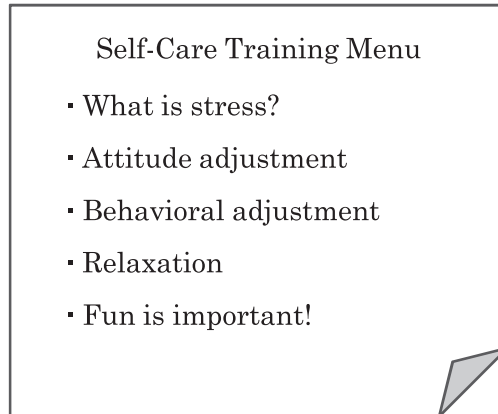 Self-Care Training Menu
▪ What is stress?
▪ Attitude adjustment
▪ Behavioral adjustment
▪ Relaxation
▪ Fun is important!